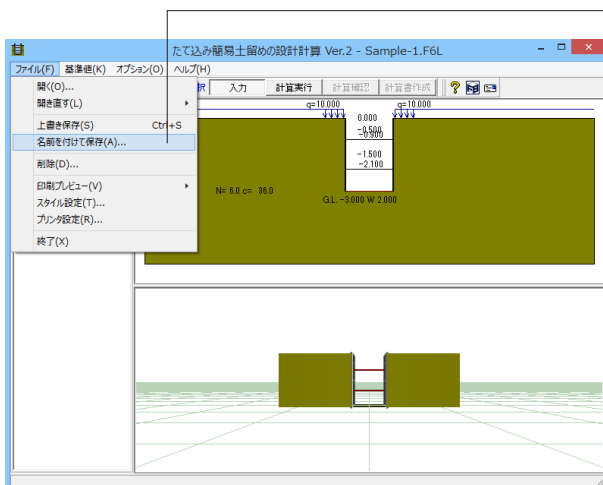 たて込み簡易土留めの設計計算 Ver.2 - Sample-1.F6L
ファイル(F) 基準値(K) オプション(O) ヘルプ(H)
択 入力 計算実行 計算確認 計算書作成
開く(O)...
開き直す(L)
上書き保存(S) Ctrl+S
名前を付けて保存(A)...
削除(D)...
印刷プレビュー(V)
スタイル設定(T)...
プリンタ設定(R)...
終了(X)
q=10.000 q=10.000
0.000
-0.500
-0.900
-1.500
-2.100
N= 6.0 c= 36.0
G.L. -3.000 W 2.000